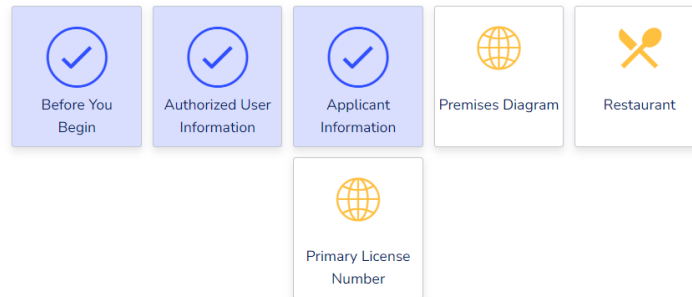 Before You
Begin
Authorized User
Information
Applicant
Information
Premises Diagram
Restaurant
Primary License
Number